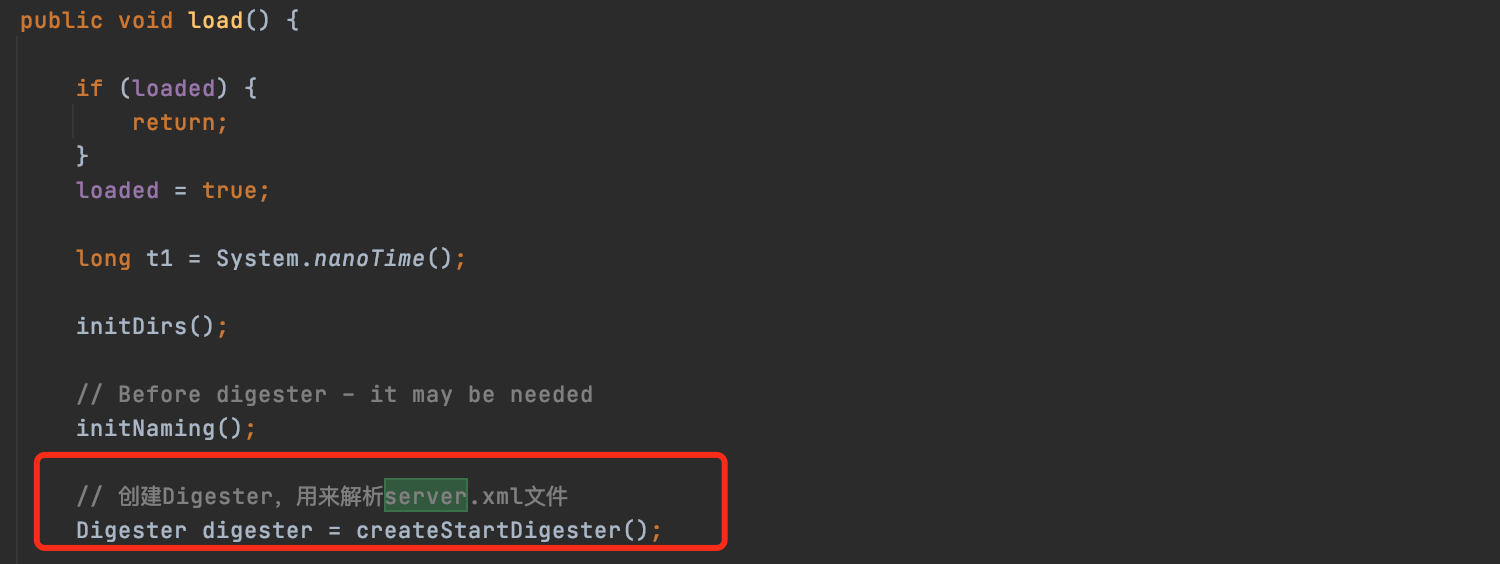 public void load() {
if (loaded) {
return;
}
loaded = true;
long t1 = System.nanoTime();
initDirs();
// Before digester - it may be needed
initNaming();
// 创建Digester，用来解析server.xml文件
Digester digester = createStartDigester();